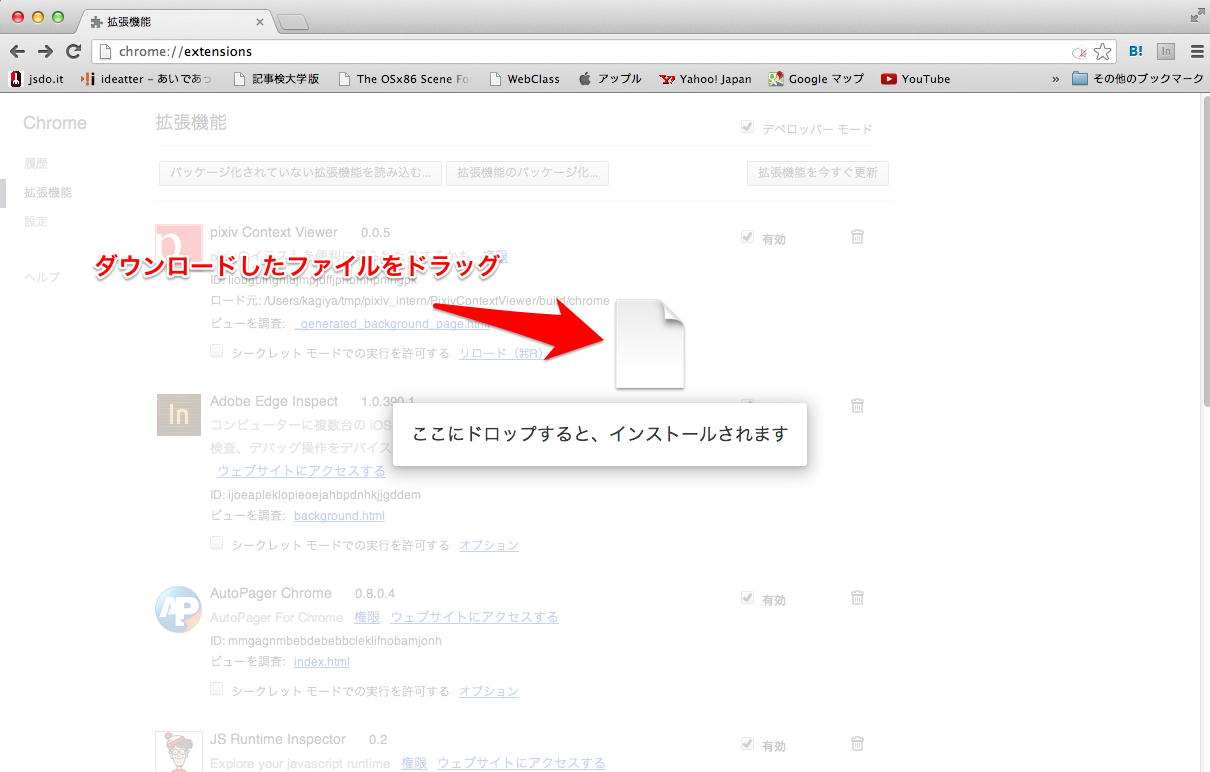 拡張機能
chrome://extensions
B!
In
jsdo.it
ideatter – あいであっ
記事検大学版
The OSx86 Scene Fo
WebClass
アップル
Yahoo! Japan
Google マップ
YouTube
»
その他のブックマーク
Chrome
履歴
拡張機能
設定
ヘルプ
拡張機能
デベロッパー モード
パッケージ化されていない拡張機能を読み込む...
拡張機能のパッケージ化...
拡張機能を今すぐ更新
pixiv Context Viewer 0.0.5
有効
権限
ダウンロードしたファイルをドラッグ
ロード元: /Users/kagiya/tmp/pixiv_intern/PixivContextViewer/build/chrome
ビューを調査: _generated_background_page.html
シークレット モードでの実行を許可する リロード（⌘R）
In
Adobe Edge Inspect 1.0.390.1
コンピューターに複数台の iOS
検査、デバッグ操作をデバイス
ここにドロップすると、インストールされます
ウェブサイトにアクセスする
ID: ijoeapleklopieoejahbpdnhkjjgddem
ビューを調査: background.html
シークレット モードでの実行を許可する オプション
AP
AutoPager Chrome 0.8.0.4
有効
AutoPager For Chrome 権限 ウェブサイトにアクセスする
ID: mmgagnmbebdebebbcleklifnobamjonh
ビューを調査: index.html
シークレット モードでの実行を許可する オプション
JS Runtime Inspector 0.2
有効
Explore your javascript runtime 権限 ウェブサイトにアクセスする